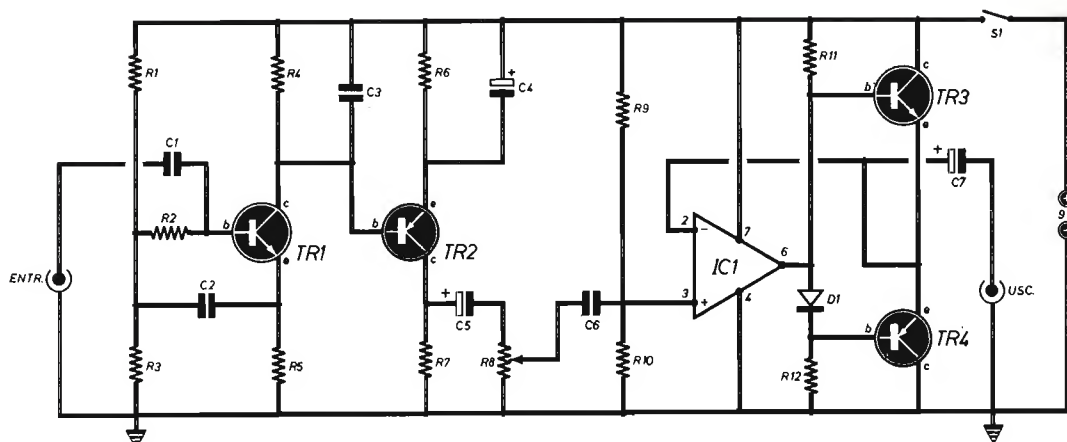 S1
R1
R4
C3
R6
+
C4
R9
R11
c
b
TR3
e
C1
R2
b
c
TR1
e
e
b
TR2
c
2
−
7
IC1
6
3
+
4
+
C7
9
ENTR.
C2
+
C5
C6
D1
e
b
TR4
c
USC.
R3
R5
R7
R8
R10
R12